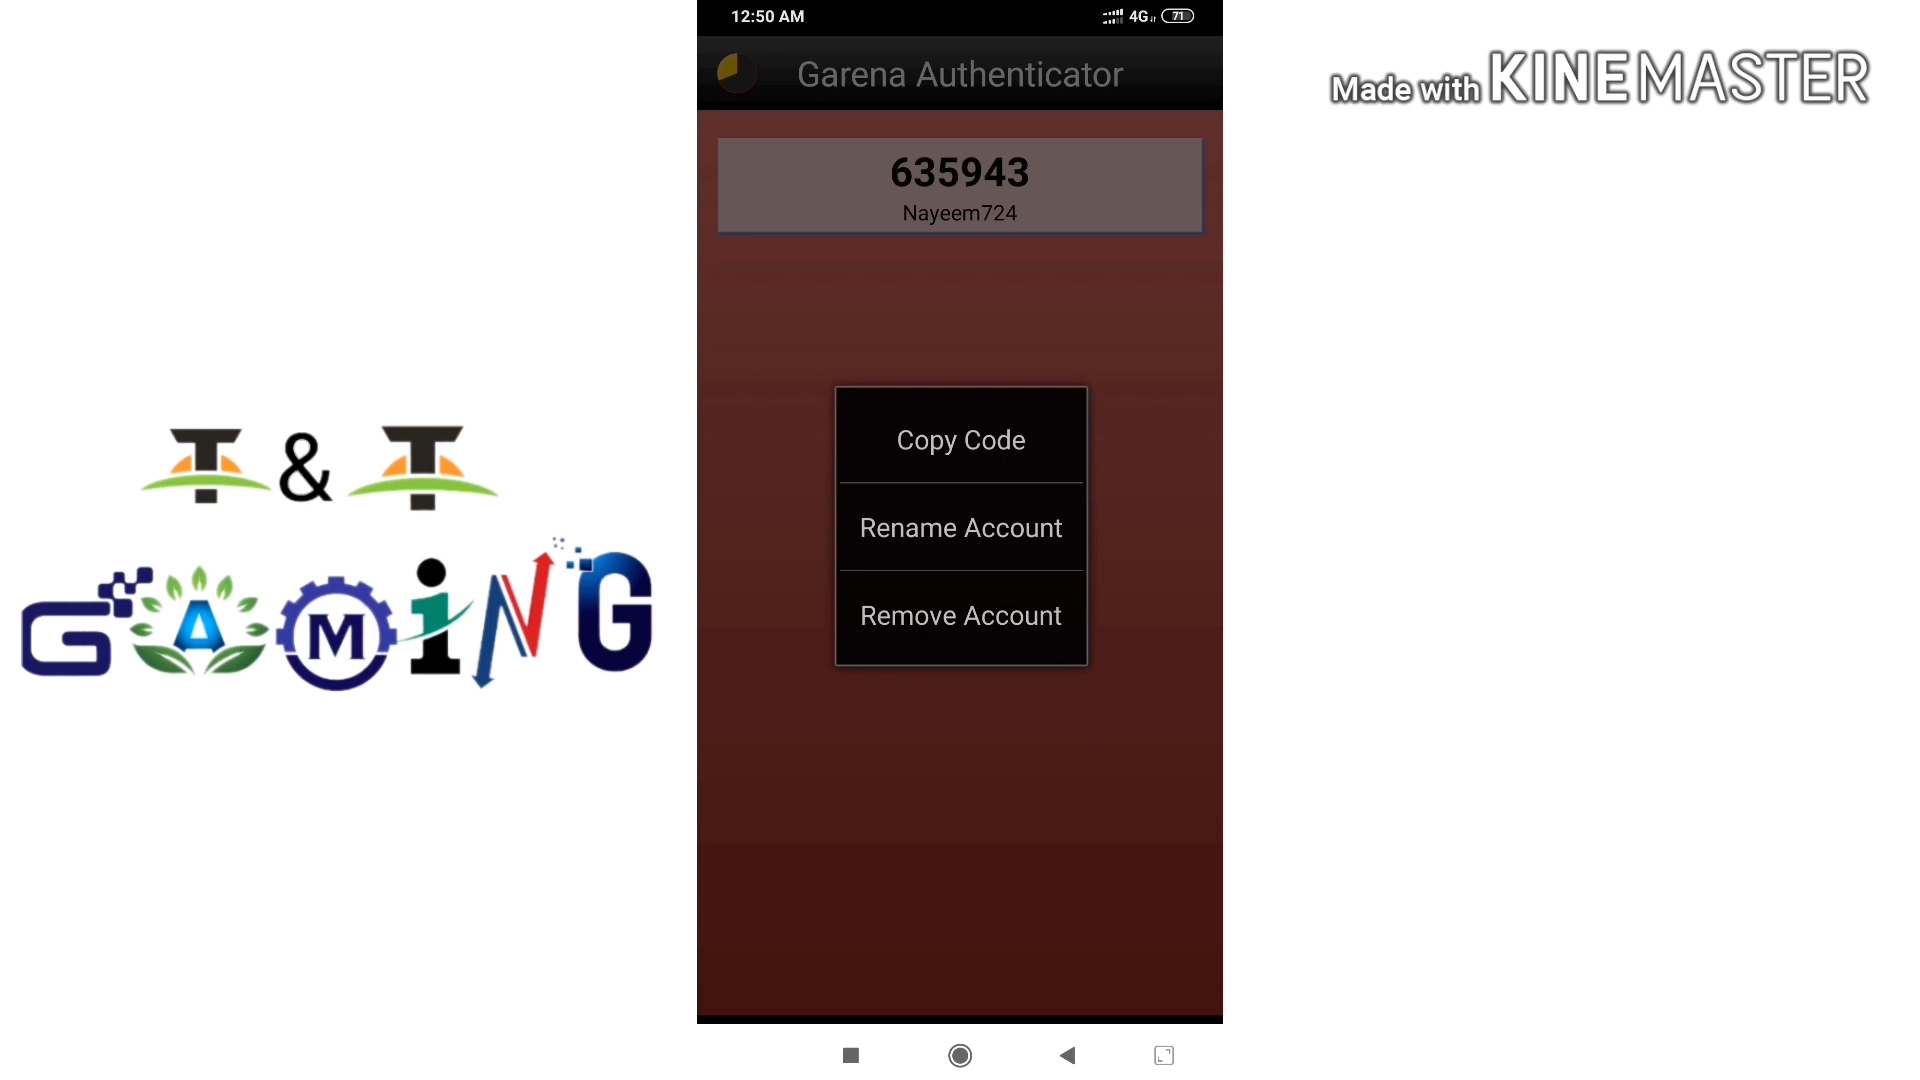 12:50 AM
4G
71
Garena Authenticator
Made with KINEMASTER
635943
Nayeem724
Copy Code
Rename Account
Remove Account
T & T
GAMiNG